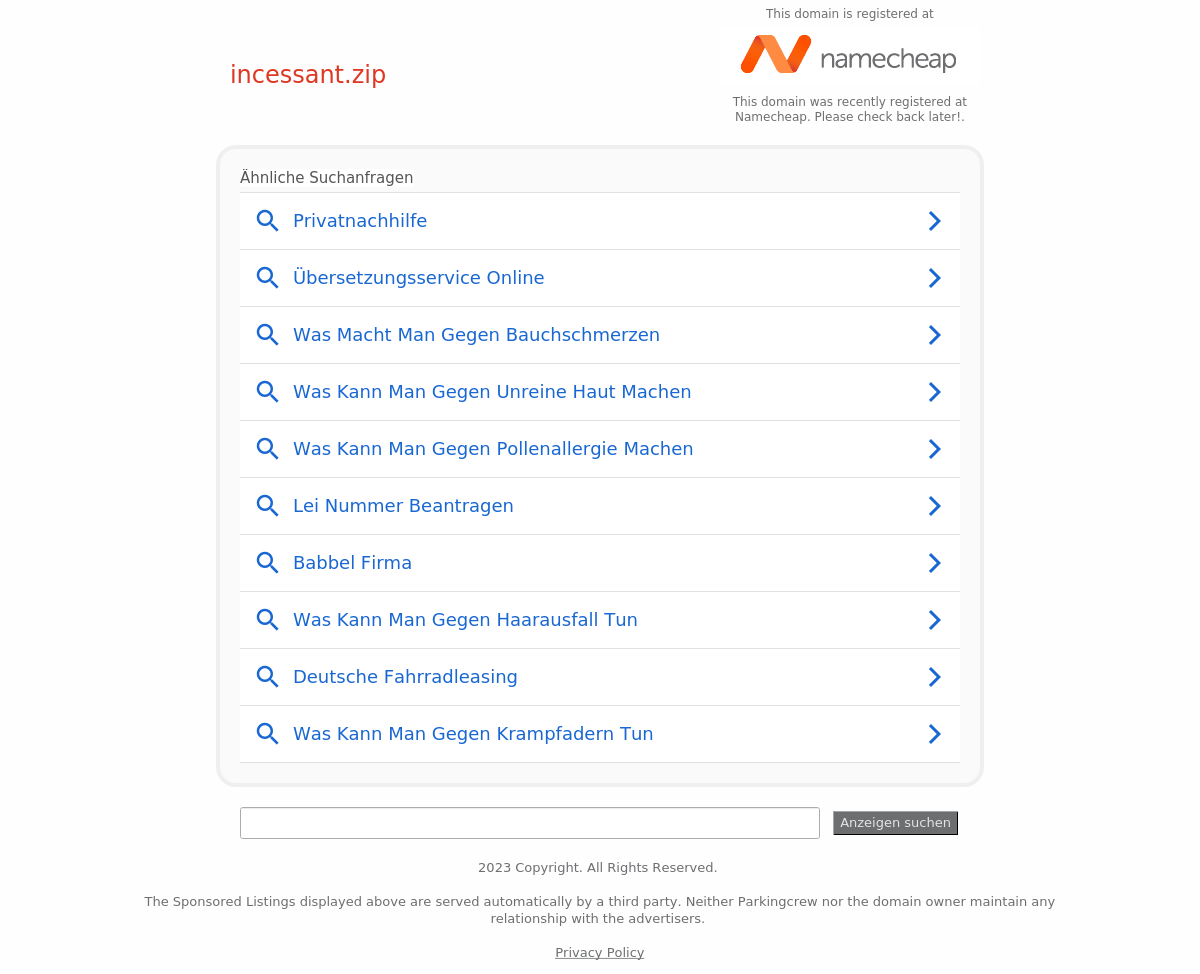 This domain is registered at
namecheap
incessant.zip
This domain was recently registered at
Namecheap. Please check back later!.
Ähnliche Suchanfragen
Privatnachhilfe
Übersetzungsservice Online
Was Macht Man Gegen Bauchschmerzen
Was Kann Man Gegen Unreine Haut Machen
Was Kann Man Gegen Pollenallergie Machen
Lei Nummer Beantragen
Babbel Firma
Was Kann Man Gegen Haarausfall Tun
Deutsche Fahrradleasing
Was Kann Man Gegen Krampfadern Tun
Anzeigen suchen
2023 Copyright. All Rights Reserved.
The Sponsored Listings displayed above are served automatically by a third party. Neither Parkingcrew nor the domain owner maintain any
relationship with the advertisers.
Privacy Policy